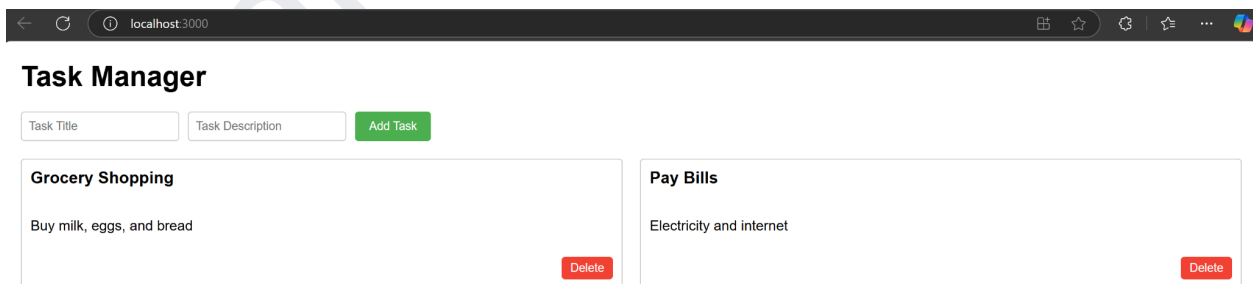 localhost:3000
Task Manager
Task Title Task Description Add Task
Grocery Shopping
Buy milk, eggs, and bread
Delete
Pay Bills
Electricity and internet
Delete